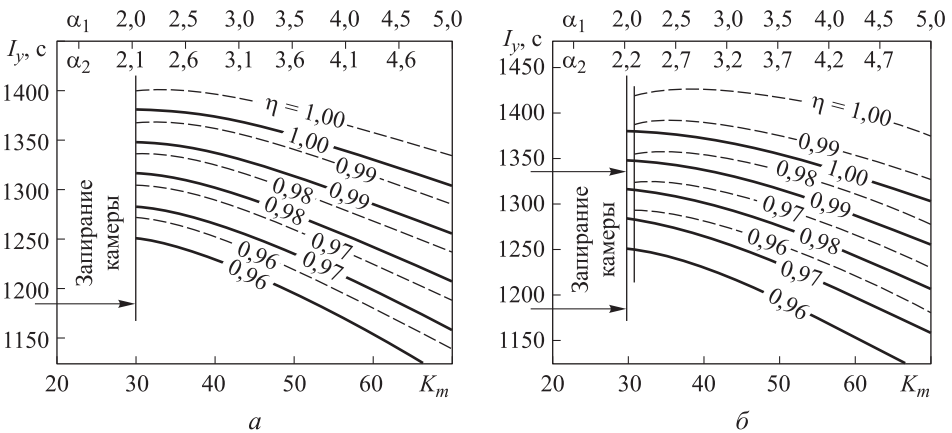 α1 2,0 2,5 3,0 3,5 4,0 4,5 5,0
Iу, с
α2 2,1 2,6 3,1 3,6 4,1 4,6
1400
1300
1250
1200
1150
η = 1,00
1,00
0,99
0,99
0,98
0,98
0,97
0,97
0,96
0,96
Запирание
камеры
20 30 40 50 60 Km
а
α1 2,0 2,5 3,0 3,5 4,0 4,5 5,0
Iу, с
α2 2,2 2,7 3,2 3,7 4,2 4,7
1450
1400
1350
1300
1250
1200
1150
η = 1,00
0,99
1,00
0,98
0,99
0,97
0,98
0,96
0,97
0,96
Запирание
камеры
20 30 40 50 60 Km
б